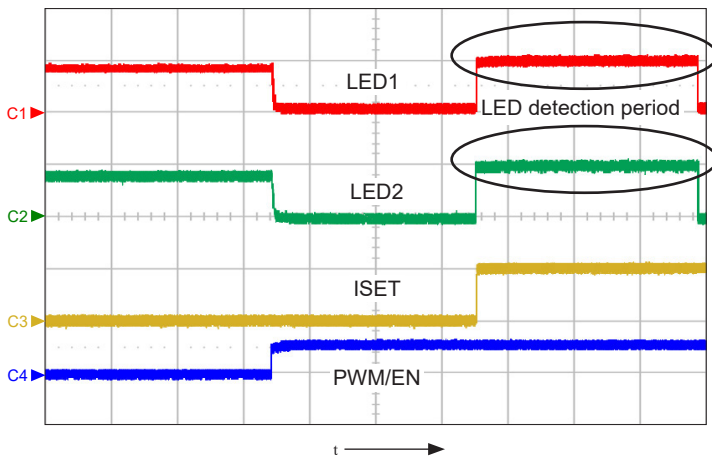 LED1
C1
LED detection period
LED2
C2
ISET
C3
C4
PWM/EN
t